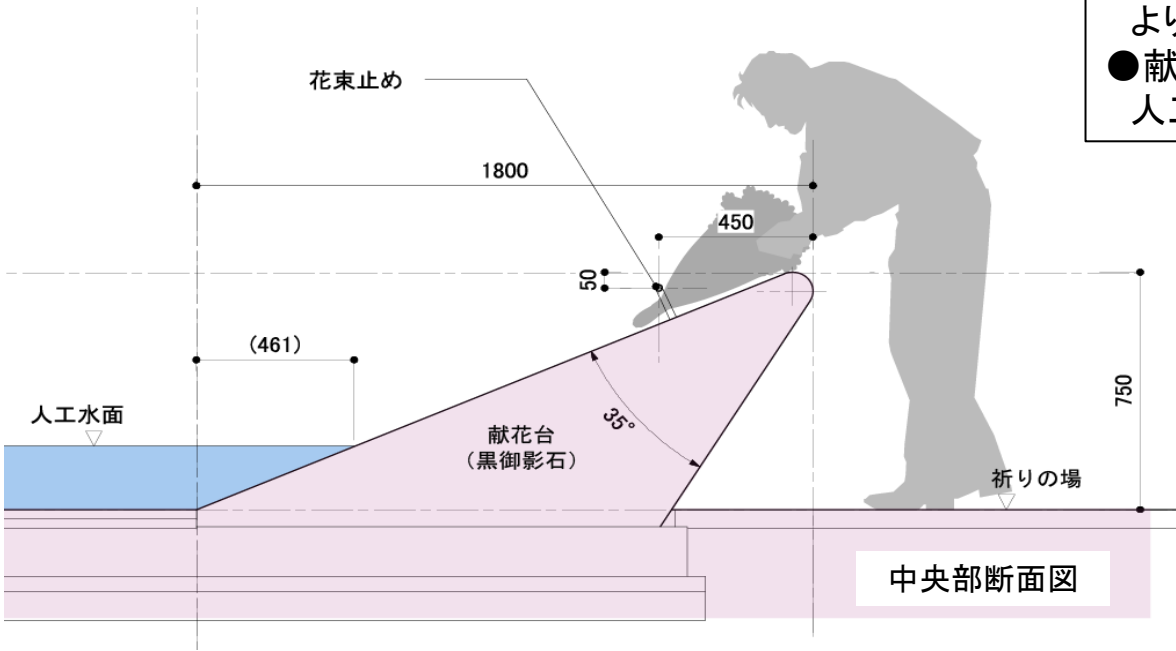 より
●献
人工
花束止め
1800
450
50
(461)
人工水面
35°
献花台
(黒御影石)
750
祈りの場
中央部断面図